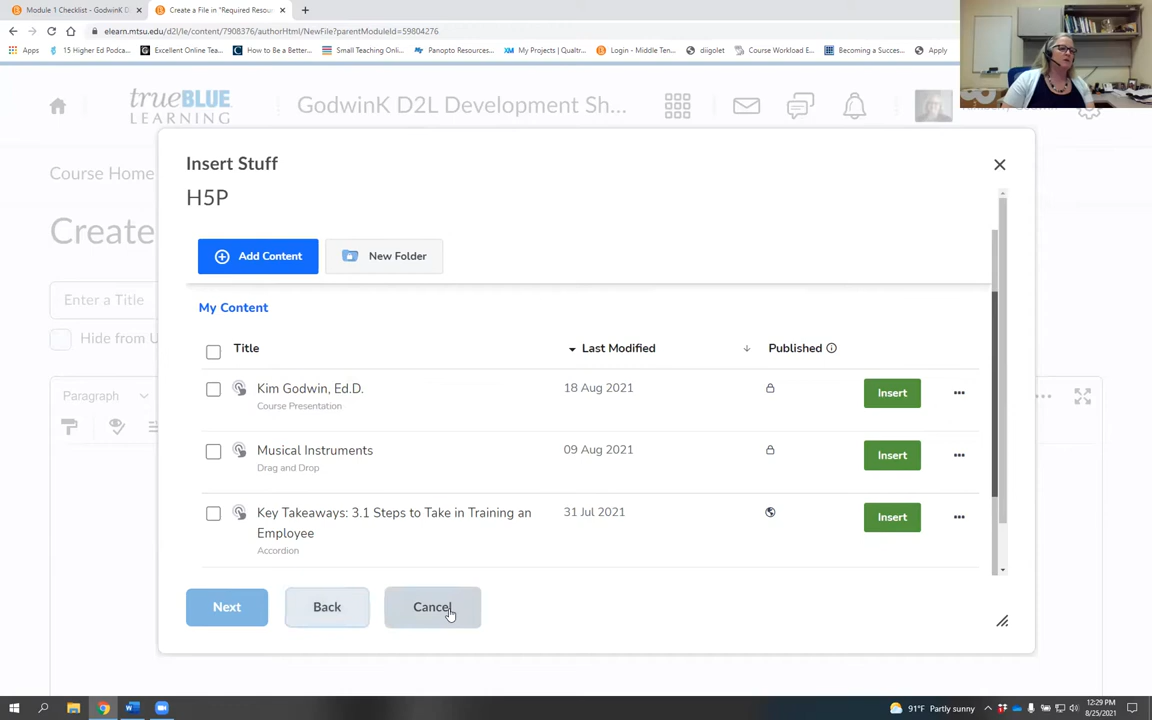 Module 1 Checklist - GodwinK D
Create a File in "Required Resou
elearn.mtsu.edu/d2l/le/content/7908376/authorHtml/NewFile?parentModuleId=59804276
Apps
15 Higher Ed Podca...
Excellent Online Tea...
How to Be a Better...
Small Teaching Onli...
Panopto Resources...
My Projects | Qualtr...
Login - Middle Ten...
diigolet
Course Workload E...
Becoming a Succes...
Apply
trueBLUE
LEARNING
GodwinK D2L Development Sh...
Insert Stuff
Course Home
H5P
Create
Add Content
New Folder
Enter a Title
My Content
Hide from U
Title
Last Modified
Published
Kim Godwin, Ed.D.
18 Aug 2021
Insert
Course Presentation
Paragraph
Musical Instruments
09 Aug 2021
Insert
Drag and Drop
Key Takeaways: 3.1 Steps to Take in Training an
Employee
31 Jul 2021
Insert
Accordion
Next
Back
Cancel
91°F Partly sunny
12:29 PM
8/25/2021